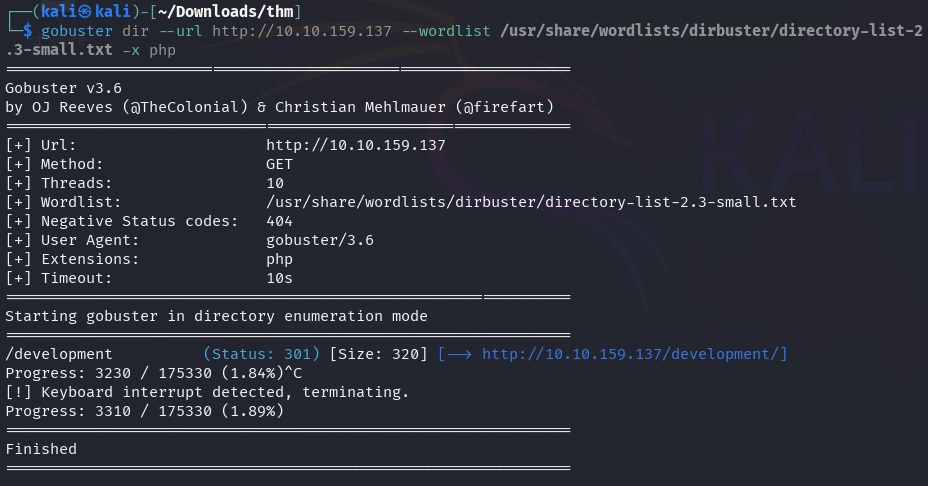 ┌──(kali㉿kali)-[~/Downloads/thm]
└─$ gobuster dir --url http://10.10.159.137 --wordlist /usr/share/wordlists/dirbuster/directory-list-2
.3-small.txt -x php
===============================================================
Gobuster v3.6
by OJ Reeves (@TheColonial) & Christian Mehlmauer (@firefart)
===============================================================
[+] Url:                     http://10.10.159.137
[+] Method:                  GET
[+] Threads:                 10
[+] Wordlist:                /usr/share/wordlists/dirbuster/directory-list-2.3-small.txt
[+] Negative Status codes:   404
[+] User Agent:              gobuster/3.6
[+] Extensions:              php
[+] Timeout:                 10s
===============================================================
Starting gobuster in directory enumeration mode
===============================================================
/development          (Status: 301) [Size: 320] [--> http://10.10.159.137/development/]
Progress: 3230 / 175330 (1.84%)^C
[!] Keyboard interrupt detected, terminating.
Progress: 3310 / 175330 (1.89%)
===============================================================
Finished
===============================================================
KALI